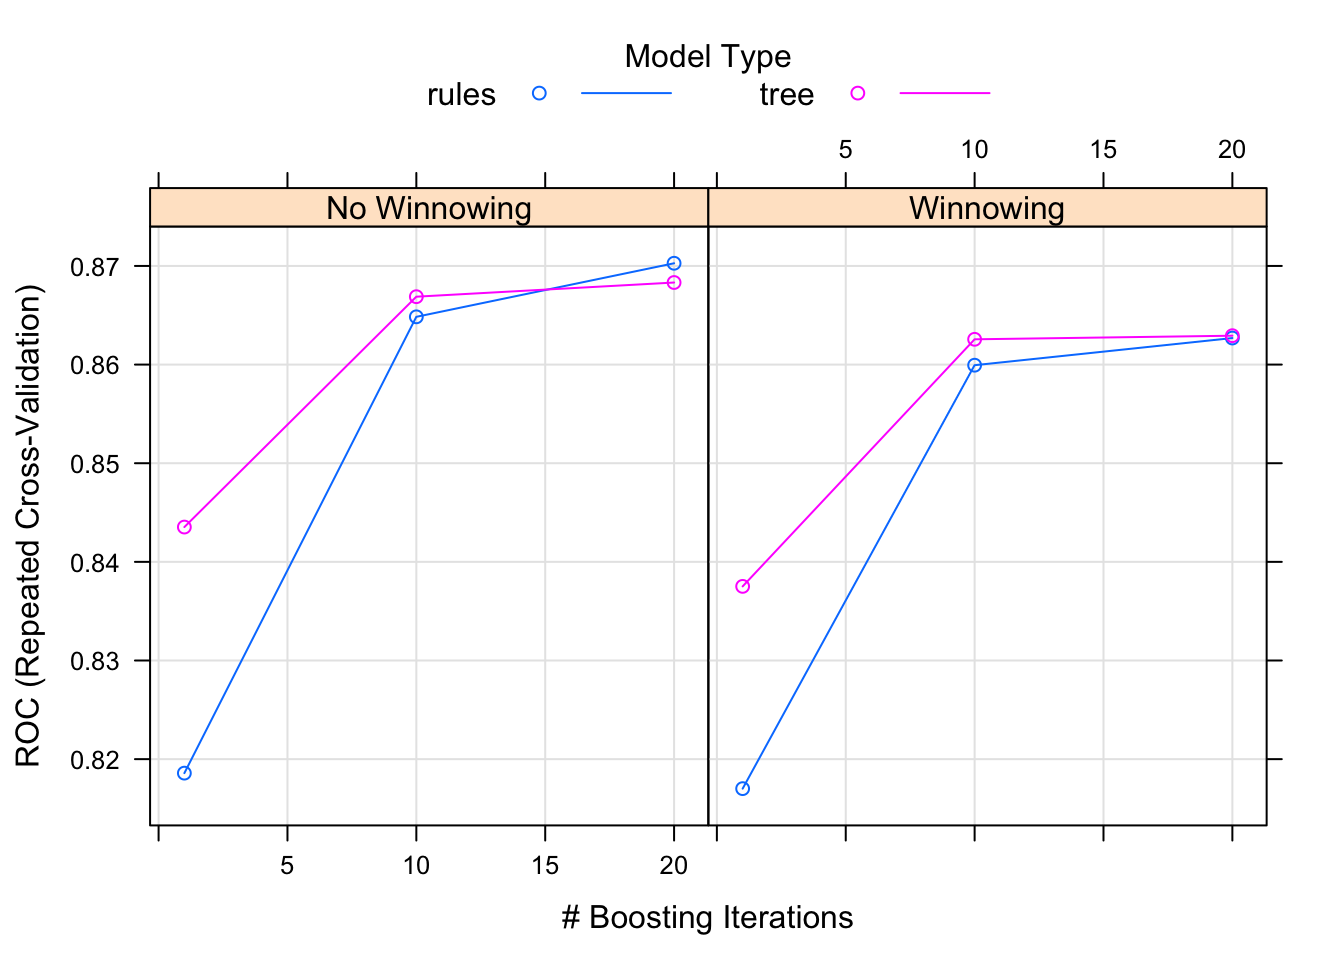 Model Type
rules tree
5 10 15 20
No Winnowing Winnowing
0.87
0.86
0.85
0.84
0.83
0.82
ROC (Repeated Cross-Validation)
5 10 15 20
# Boosting Iterations